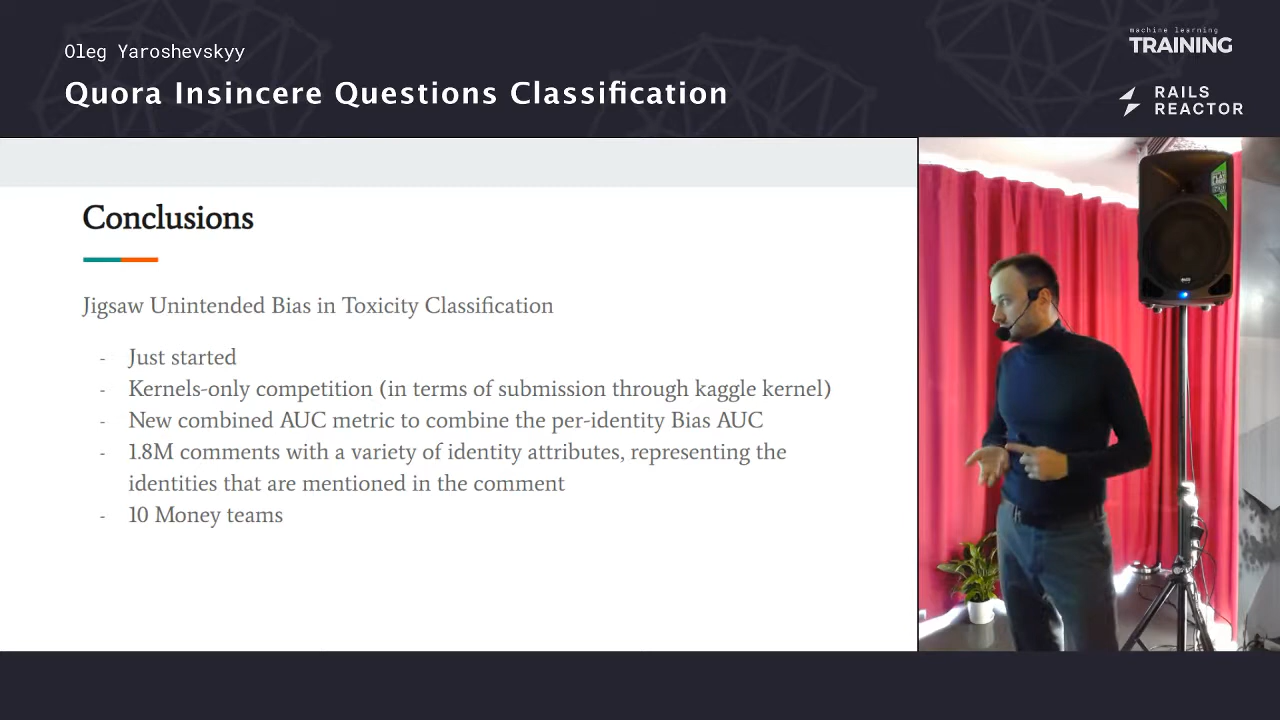 Oleg Yaroshevskyy
Quora Insincere Questions Classification
machine learning
TRAINING
RAILS
REACTOR
Conclusions
Jigsaw Unintended Bias in Toxicity Classification
- Just started
- Kernels-only competition (in terms of submission through kaggle kernel)
- New combined AUC metric to combine the per-identity Bias AUC
- 1.8M comments with a variety of identity attributes, representing the
identities that are mentioned in the comment
- 10 Money teams